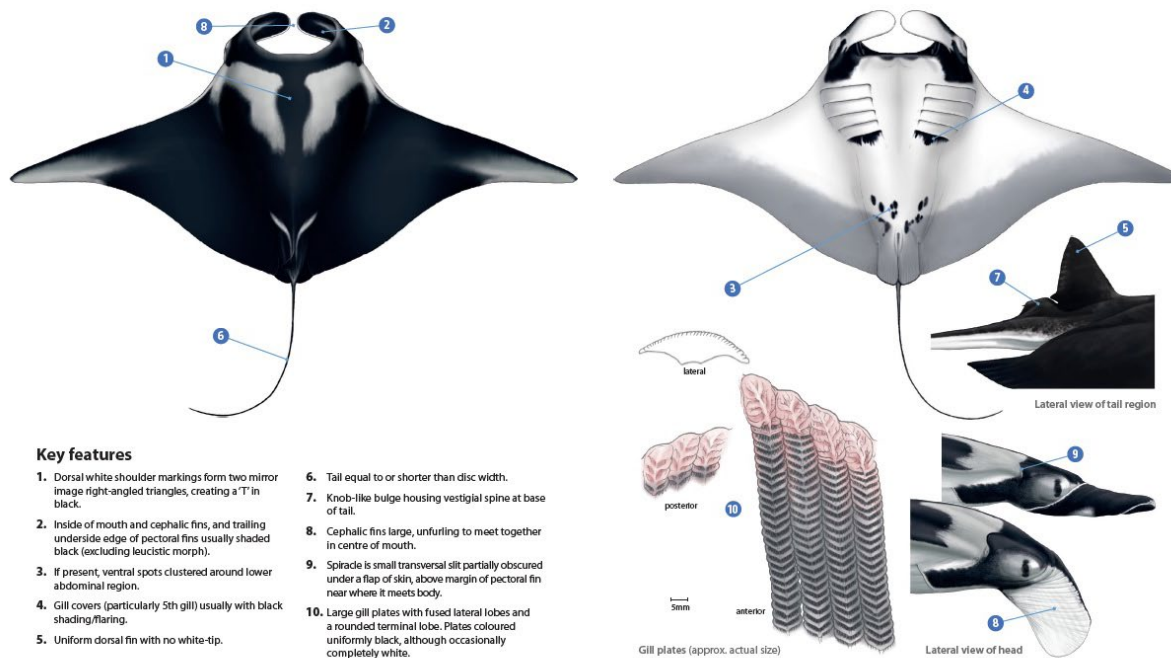 8
2
1
6
4
3
5
7
Lateral view of tail region
lateral
posterior
10
anterior
5mm
Gill plates (approx. actual size)
9
8
Lateral view of head
Key features
1. Dorsal white shoulder markings form two mirror
image right-angled triangles, creating a ‘T’ in
black.
2. Inside of mouth and cephalic fins, and trailing
underside edge of pectoral fins usually shaded
black (excluding leucistic morph).
3. If present, ventral spots clustered around lower
abdominal region.
4. Gill covers (particularly 5th gill) usually with black
shading/flaring.
5. Uniform dorsal fin with no white-tip.
6. Tail equal to or shorter than disc width.
7. Knob-like bulge housing vestigial spine at base
of tail.
8. Cephalic fins large, unfurling to meet together
in centre of mouth.
9. Spiracle is small transversal slit partially obscured
under a flap of skin, above margin of pectoral fin
near where it meets body.
10. Large gill plates with fused lateral lobes and
a rounded terminal lobe. Plates coloured
uniformly black, although occasionally
completely white.